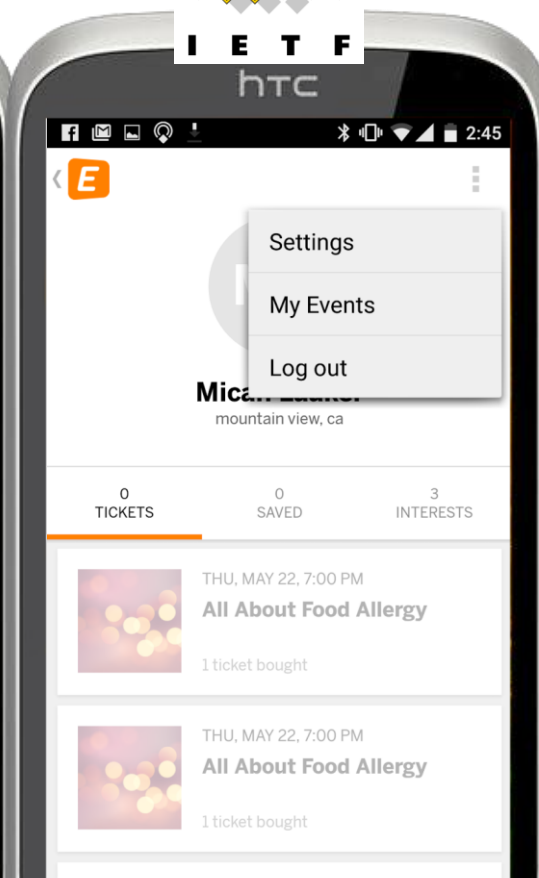 IETF
hTC
2:45
E
Settings
My Events
Log out
mountain view, ca
0
TICKETS
0
SAVED
3
INTERESTS
THU, MAY 22, 7:00 PM
All About Food Allergy
1 ticket bought
THU, MAY 22, 7:00 PM
All About Food Allergy
1 ticket bought